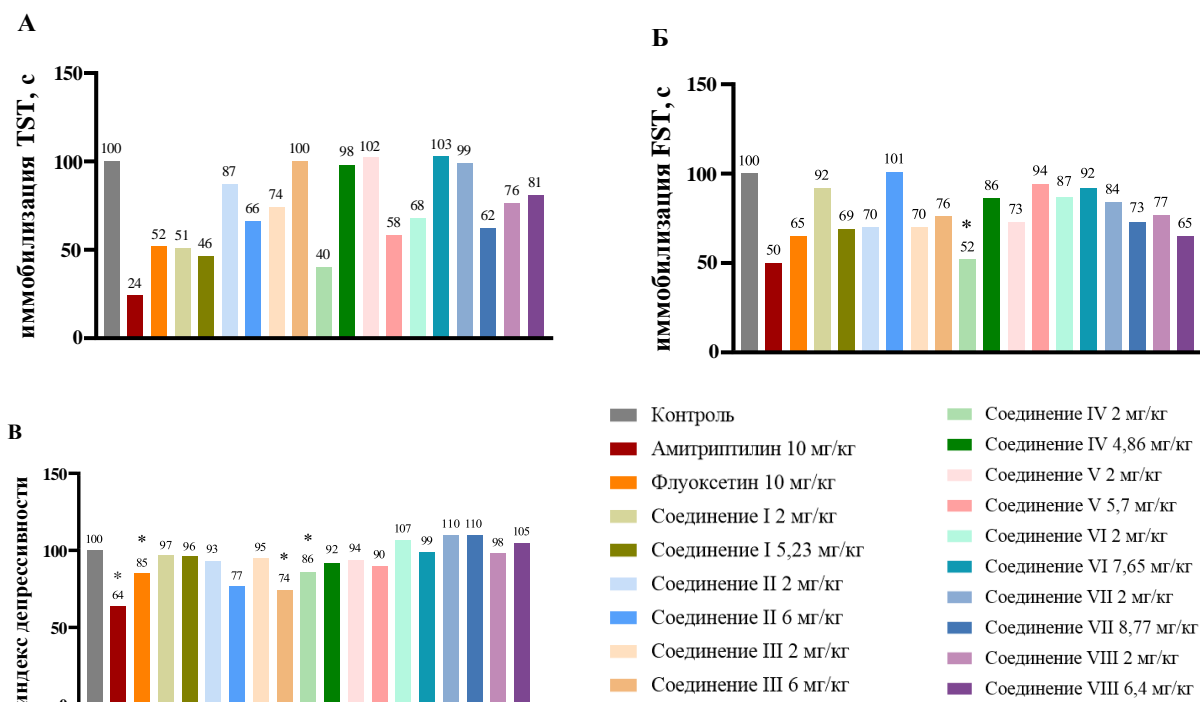 А
иммобилизация TST, с
150
100
50
0
100
24
52
51
46
87
66
74
100
40
98
102
58
68
103
99
62
76
81
Б
иммобилизация FST, с
150
100
50
0
100
50
65
92
69
70
101
70
76
*
52
86
73
94
87
92
84
73
77
65
В
индекс депрессивности
150
100
50
100
*
64
*
85
97
96
93
77
95
*
74
*
86
92
94
90
107
99
110
110
98
105
Контроль
Амитриптилин 10 мг/кг
Флуоксетин 10 мг/кг
Соединение I 2 мг/кг
Соединение I 5,23 мг/кг
Соединение II 2 мг/кг
Соединение II 6 мг/кг
Соединение III 2 мг/кг
Соединение III 6 мг/кг
Соединение IV 2 мг/кг
Соединение IV 4,86 мг/кг
Соединение V 2 мг/кг
Соединение V 5,7 мг/кг
Соединение VI 2 мг/кг
Соединение VI 7,65 мг/кг
Соединение VII 2 мг/кг
Соединение VII 8,77 мг/кг
Соединение VIII 2 мг/кг
Соединение VIII 6,4 мг/кг